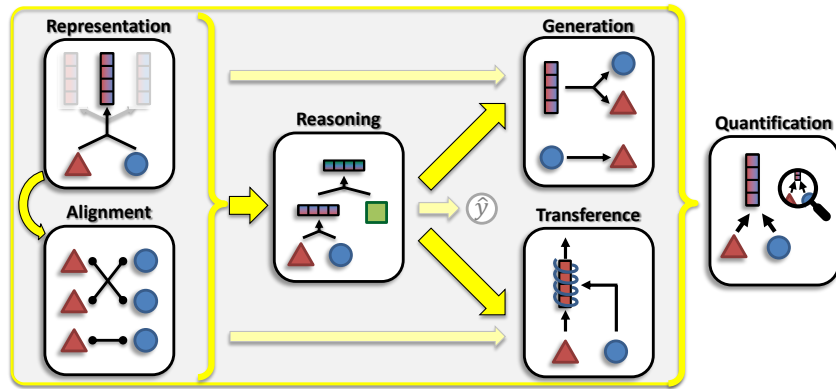 Representation
Alignment
Reasoning
ŷ
Generation
Transference
Quantification